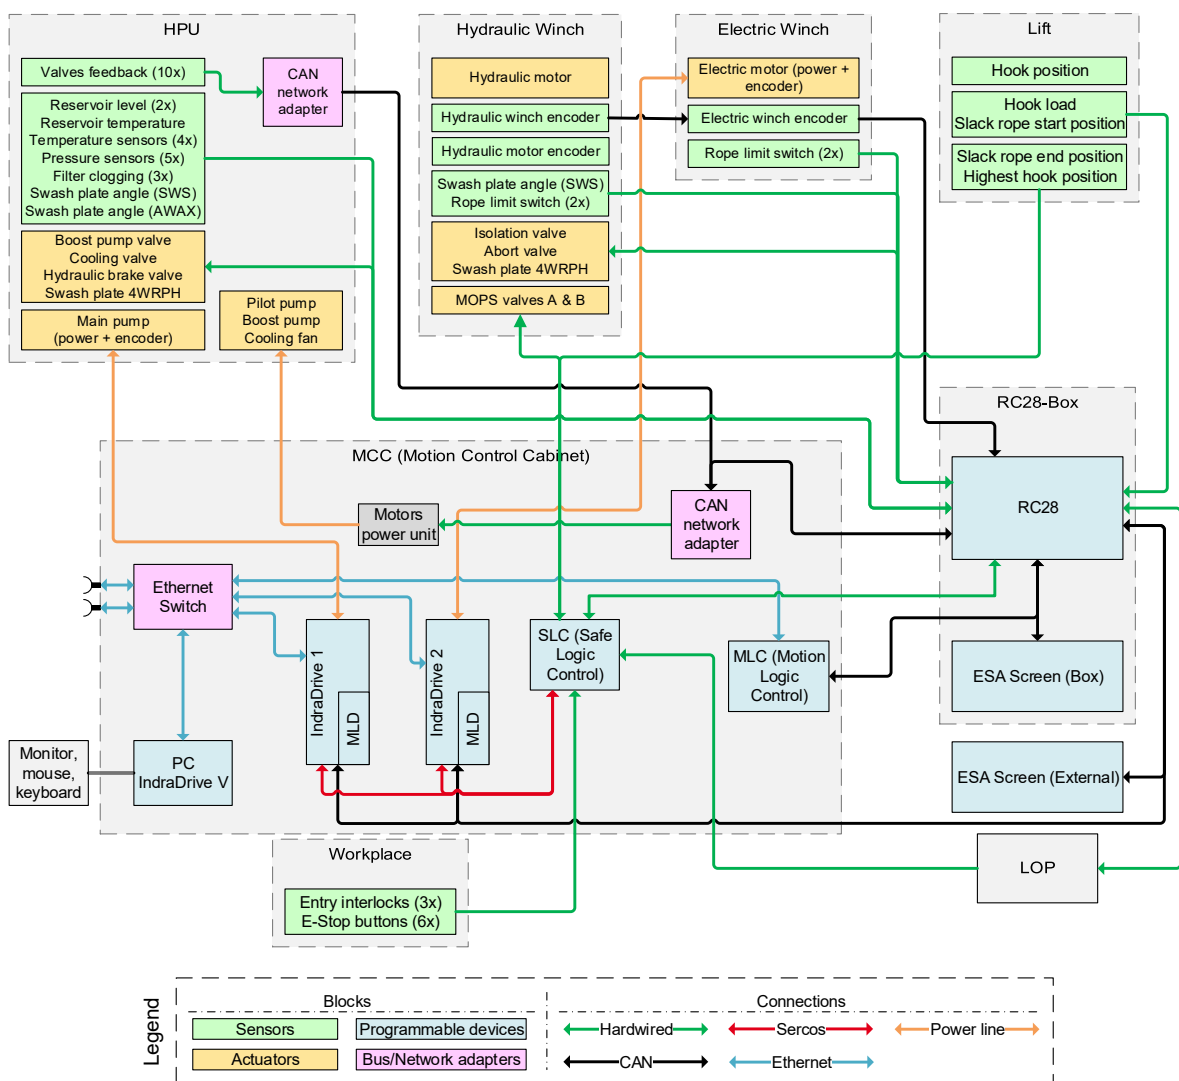 HPU
Valves feedback (10x)
CAN
network
adapter
Reservoir level (2x)
Reservoir temperature
Temperature sensors (4x)
Pressure sensors (5x)
Filter clogging (3x)
Swash plate angle (SWS)
Swash plate angle (AWAX)
Boost pump valve
Cooling valve
Hydraulic brake valve
Swash plate 4WRPH
Main pump
(power + encoder)
Pilot pump
Boost pump
Cooling fan
Hydraulic Winch
Hydraulic motor
Hydraulic winch encoder
Hydraulic motor encoder
Swash plate angle (SWS)
Rope limit switch (2x)
Isolation valve
Abort valve
Swash plate 4WRPH
MOPS valves A & B
Electric Winch
Electric motor (power +
encoder)
Electric winch encoder
Rope limit switch (2x)
Lift
Hook position
Hook load
Slack rope start position
Slack rope end position
Highest hook position
RC28-Box
RC28
ESA Screen (Box)
MCC (Motion Control Cabinet)
Motors
power unit
CAN
network
adapter
Ethernet
Switch
IndraDrive 1
MLD
IndraDrive 2
MLD
SLC (Safe
Logic
Control)
MLC (Motion
Logic
Control)
Monitor,
mouse,
keyboard
PC
IndraDrive V
ESA Screen (External)
LOP
Workplace
Entry interlocks (3x)
E-Stop buttons (6x)
Legend
Blocks
Sensors
Programmable devices
Actuators
Bus/Network adapters
Connections
Hardwired
Sercos
Power line
CAN
Ethernet